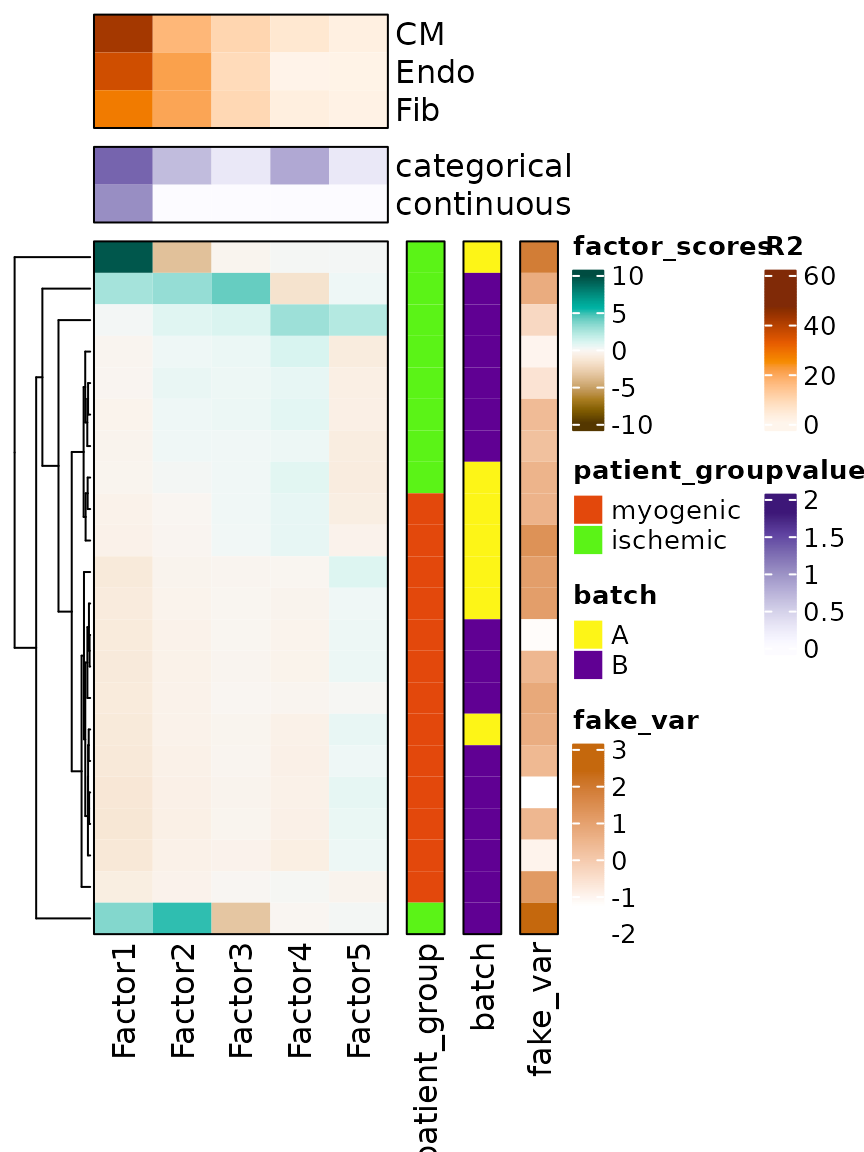 CM
Endo
Fib
categorical
continuous
factor_scores
10
5
0
-5
-10
R2
60
40
20
0
patient_group
myogenic
ischemic
pvalue
2
1.5
1
0.5
0
batch
A
B
fake_var
3
2
1
0
-1
-2
Factor1
Factor2
Factor3
Factor4
Factor5
patient_group
batch
fake_var